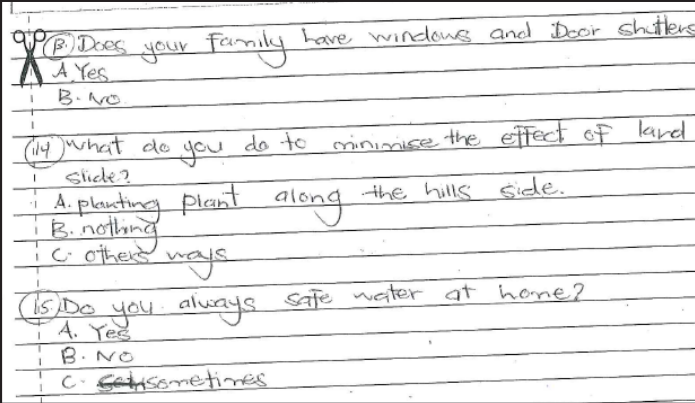 13. Does your family have windows and Door shutters
A. Yes
B. No
14) What do you do to minimise the effect of land
slide?
A. planting plant along the hills side.
B. nothing
C. others ways
15) Do you always safe water at home?
A. Yes
B. NO
C. sometimes